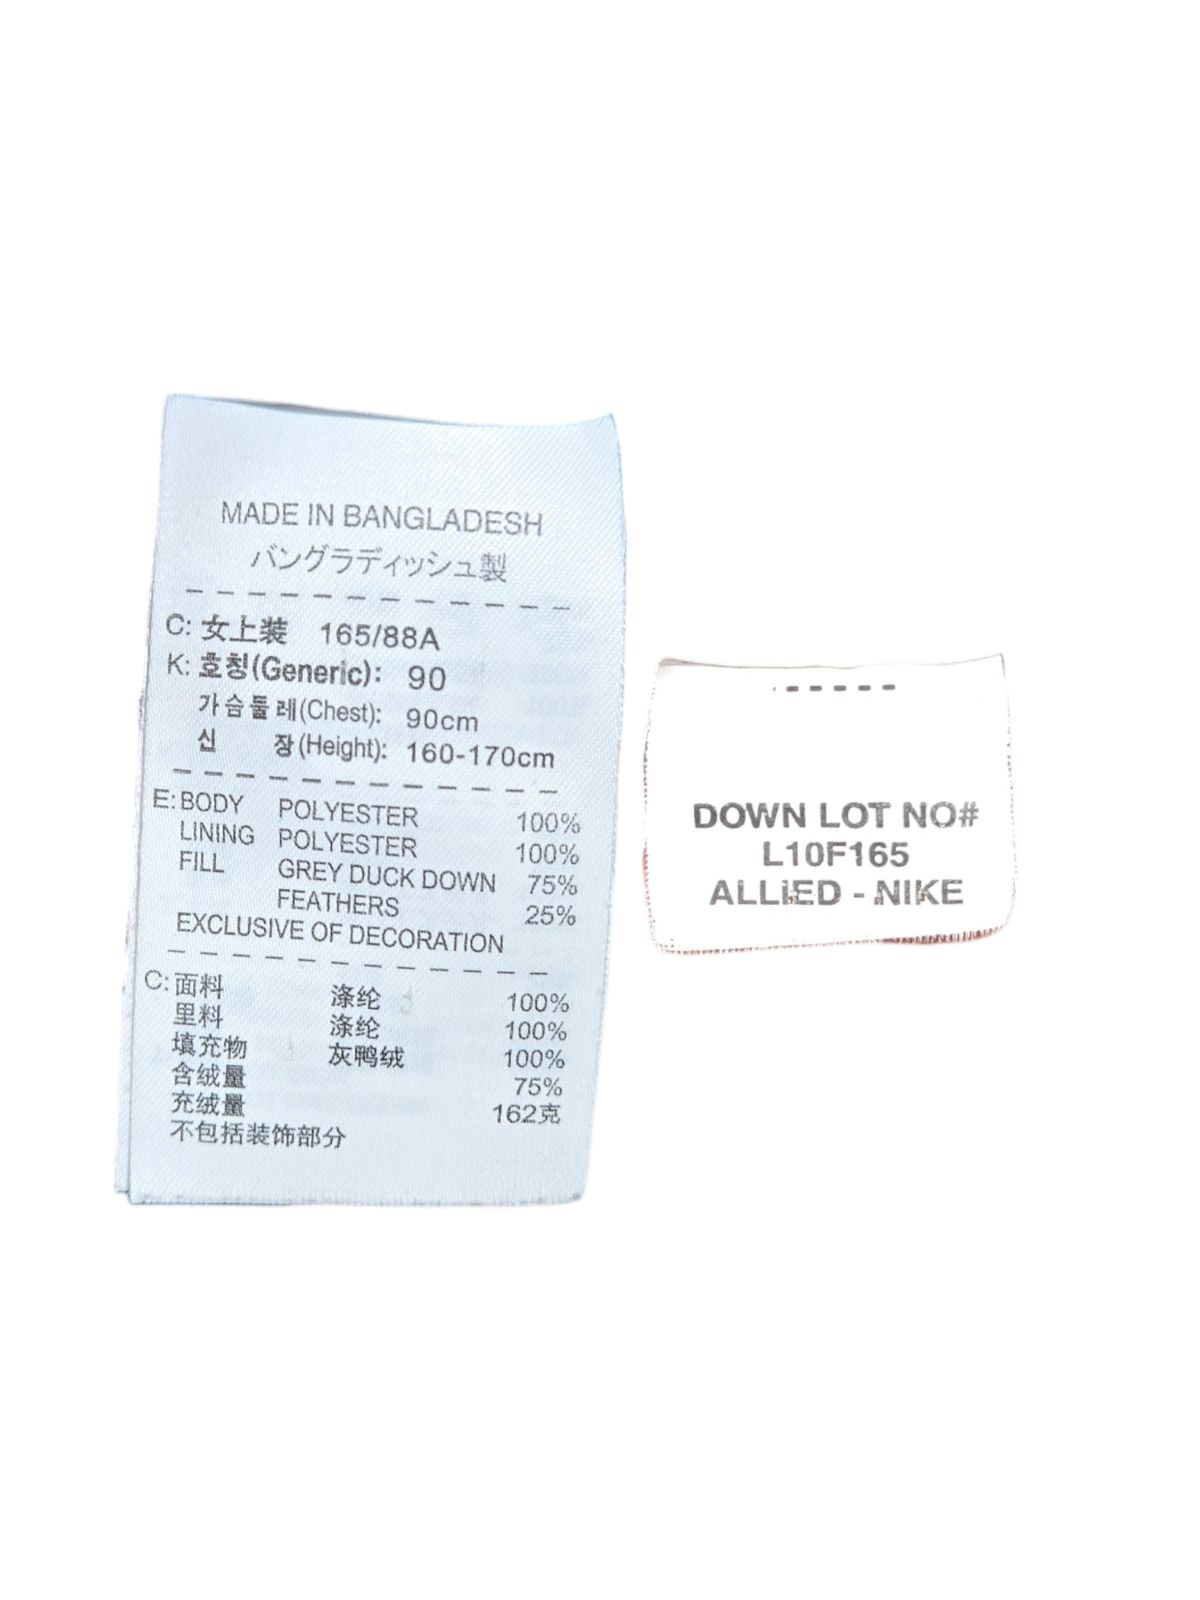 MADE IN BANGLADESH
バングラディッシュ製
C: 女上装 165/88A
K: 호칭(Generic): 90
가슴둘레(Chest): 90cm
신 장(Height): 160-170cm
E: BODY POLYESTER 100%
LINING POLYESTER 100%
FILL GREY DUCK DOWN 75%
FEATHERS 25%
EXCLUSIVE OF DECORATION
C: 面料 涤纶 100%
里料 涤纶 100%
填充物 灰鸭绒 100%
含绒量 75%
充绒量 162克
不包括装饰部分
DOWN LOT NO#
L10F165
ALLIED - NIKE